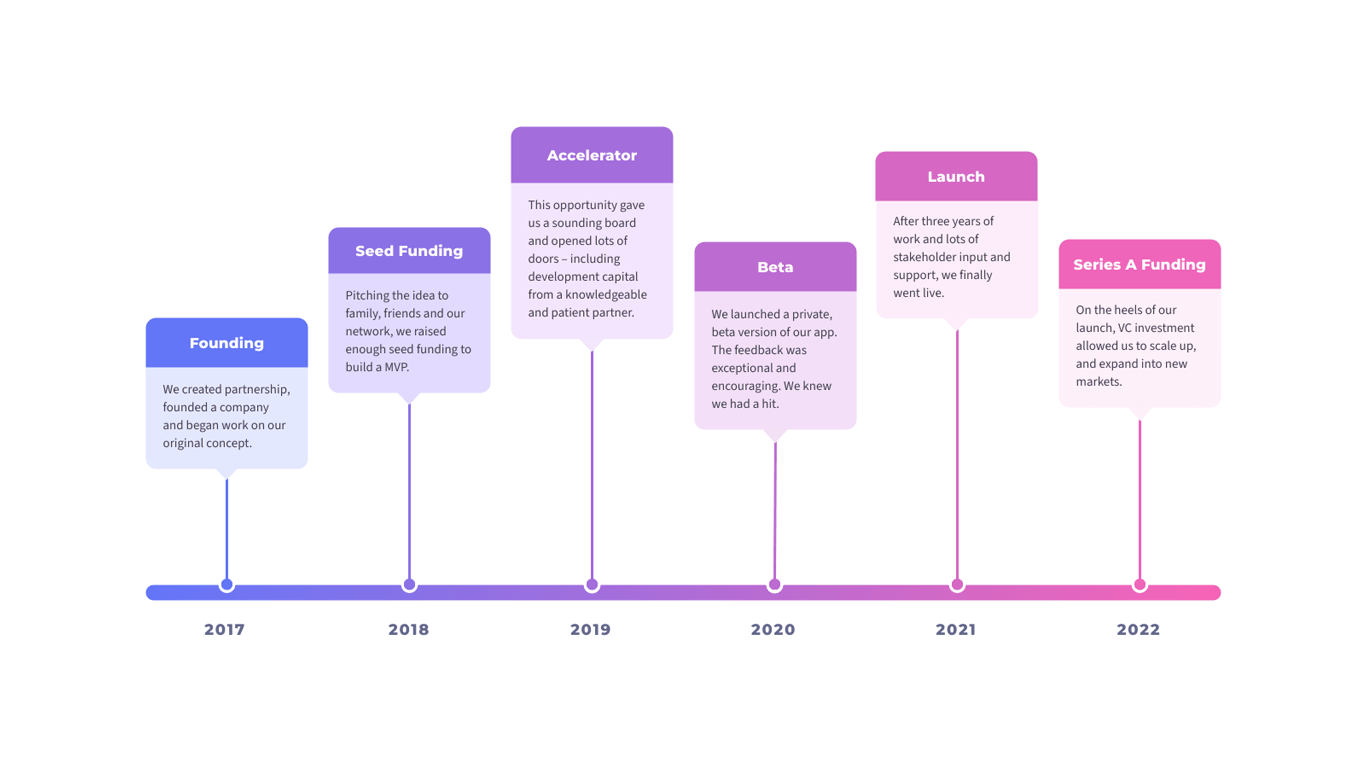 Founding
We created partnership,
founded a company
and began work on our
original concept.
Seed Funding
Pitching the idea to
family, friends and our
network, we raised
enough seed funding to
build a MVP.
Accelerator
This opportunity gave
us a sounding board
and opened lots of
doors – including
development capital
from a knowledgeable
and patient partner.
Beta
We launched a private,
beta version of our app.
The feedback was
exceptional and
encouraging. We knew
we had a hit.
Launch
After three years of
work and lots of
stakeholder input and
support, we finally
went live.
Series A Funding
On the heels of our
launch, VC investment
allowed us to scale up,
and expand into new
markets.
2017
2018
2019
2020
2021
2022